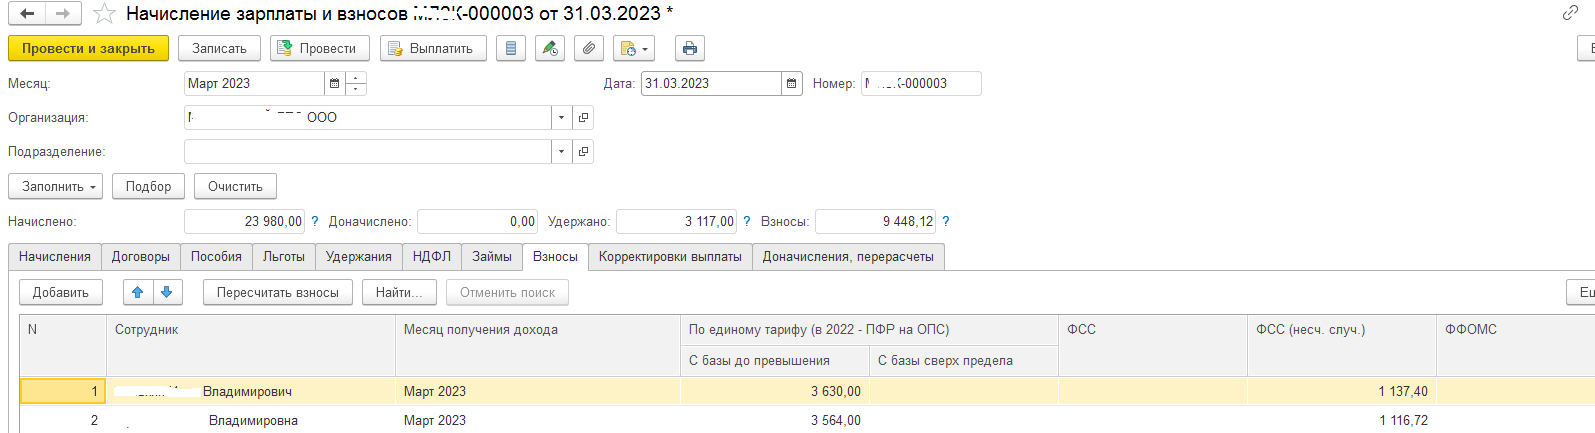 Начисление зарплаты и взносов -000003 от 31.03.2023 *
Провести и закрыть Записать Провести Выплатить
Месяц: Март 2023 Дата: 31.03.2023 Номер: -000003
Организация: ООО
Подразделение:
Заполнить Подбор Очистить
Начислено: 23 980,00 ? Доначислено: 0,00 Удержано: 3 117,00 ? Взносы: 9 448,12 ?
Начисления Договоры Пособия Льготы Удержания НДФЛ Займы Взносы Корректировки выплаты Доначисления, перерасчеты
Добавить Пересчитать взносы Найти... Отменить поиск Ещ
N Сотрудник Месяц получения дохода По единому тарифу (в 2022 - ПФР на ОПС) ФСС ФСС (несч. случ.) ФФОМС
С базы до превышения С базы сверх предела
1 Владимирович Март 2023 3 630,00 1 137,40
2 Владимировна Март 2023 3 564,00 1 116,72